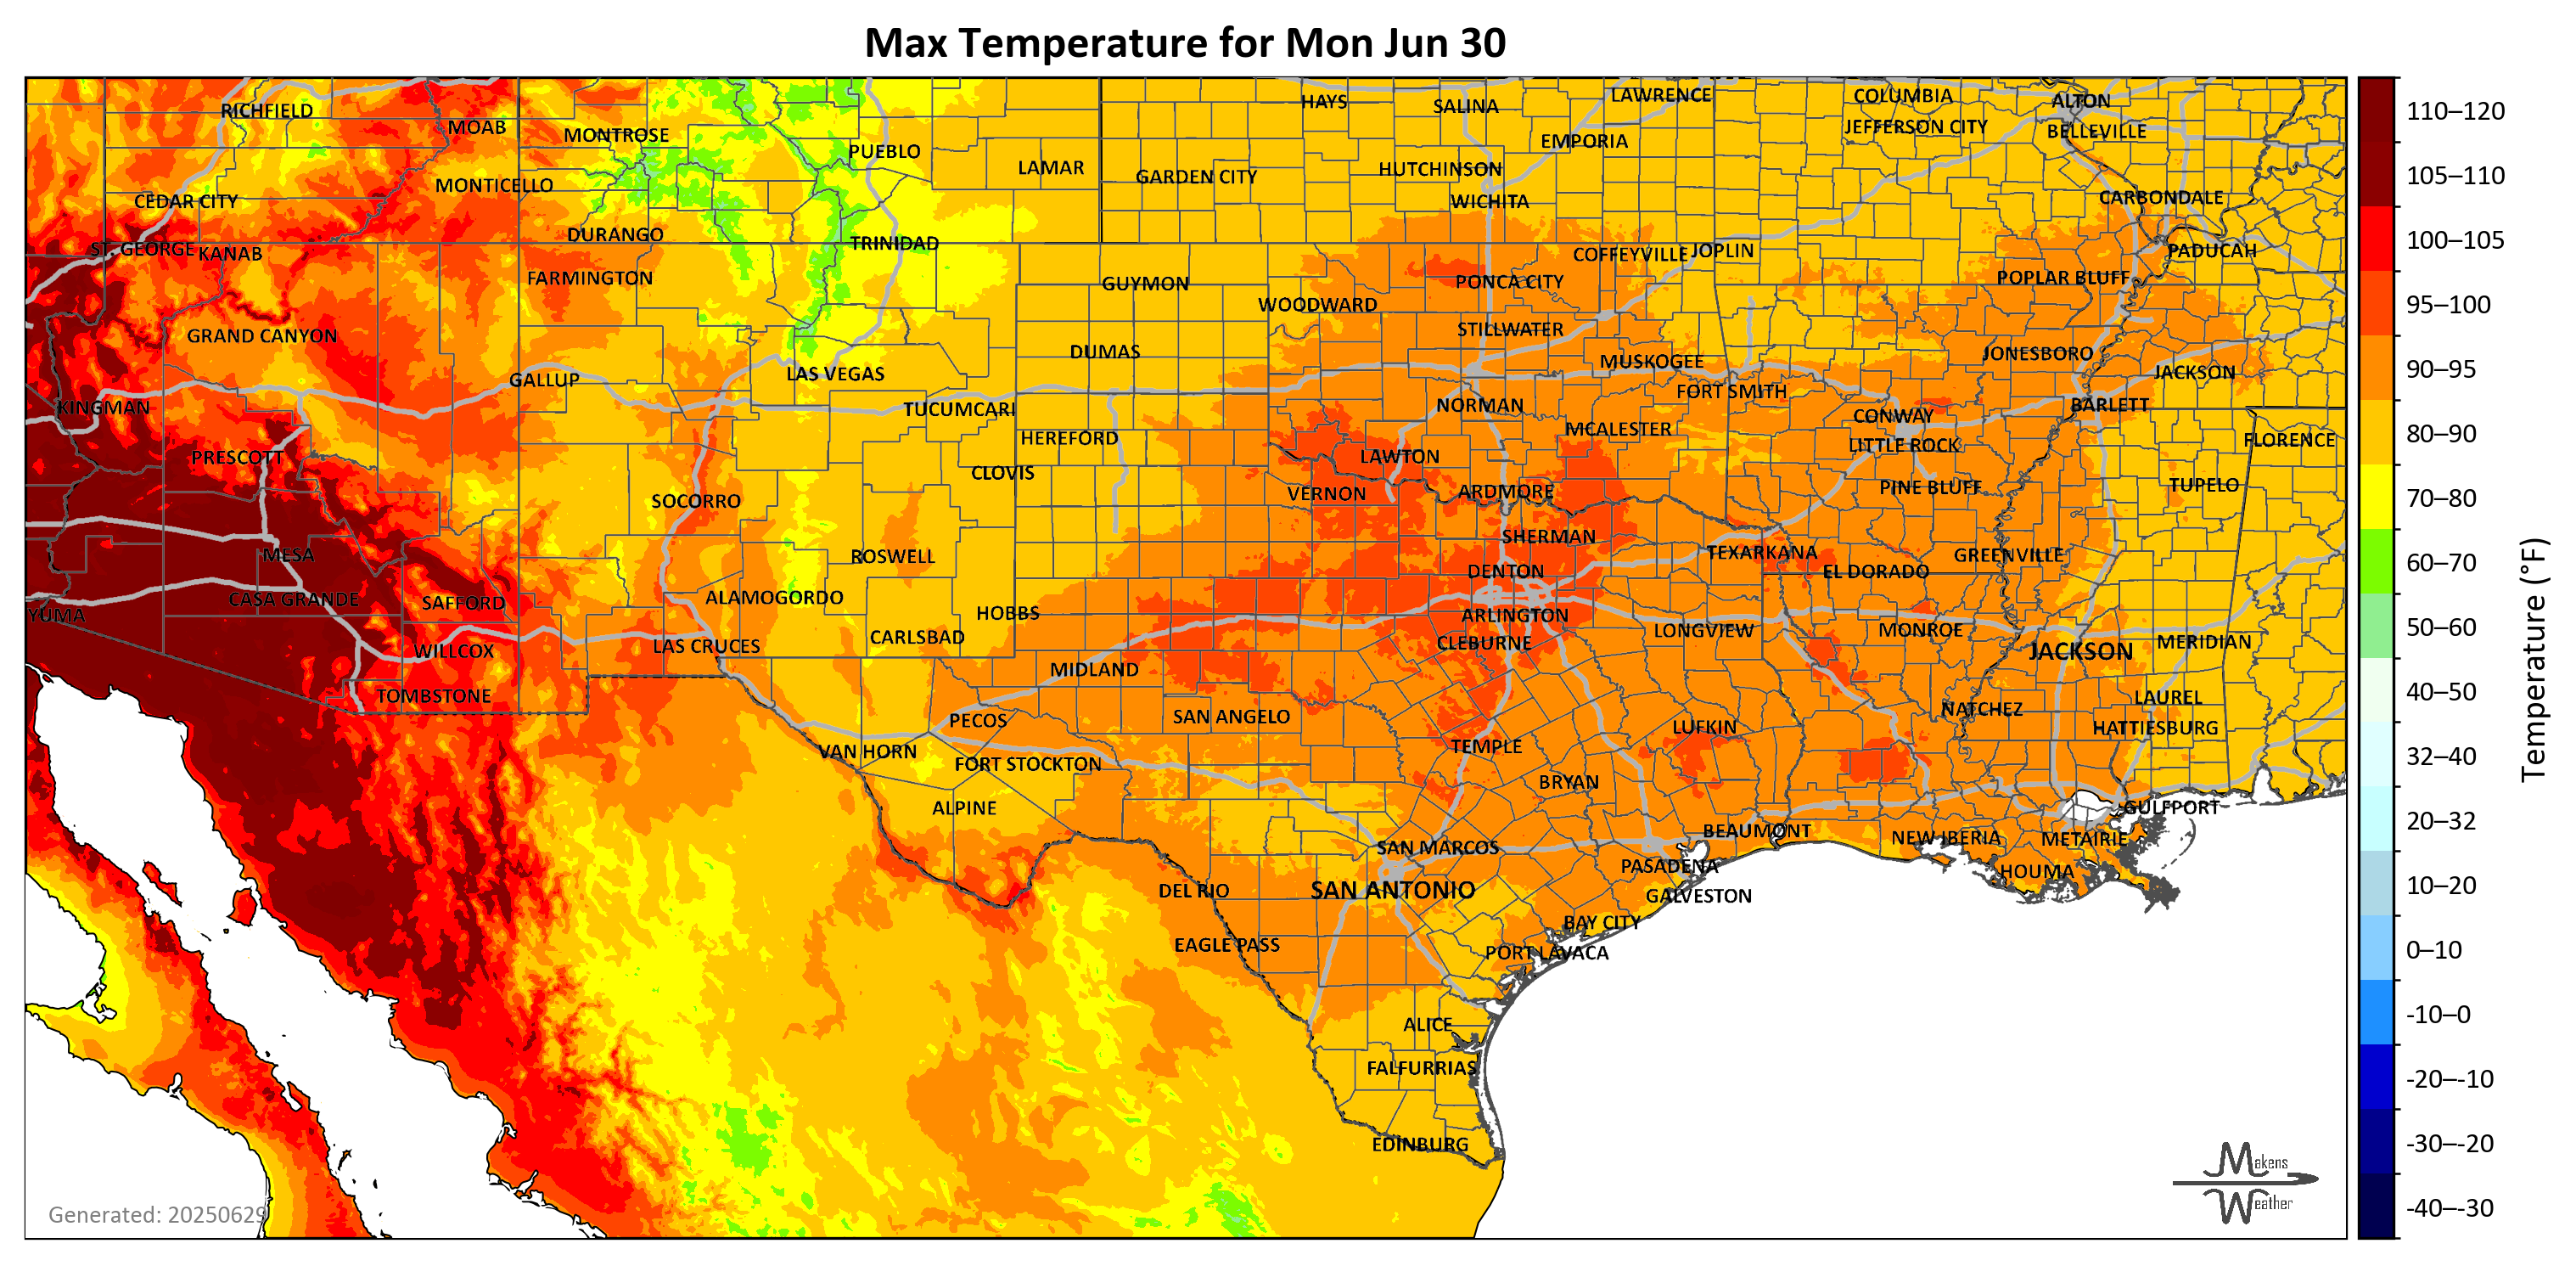 Max Temperature for Mon Jun 30
RICHFIELD
MOAB
MONTROSE
PUEBLO
LAMAR
GARDEN CITY
HAYS
SALINA
LAWRENCE
EMPORIA
HUTCHINSON
WICHITA
COLUMBIA
JEFFERSON CITY
ALTON
BELLEVILLE
CARBONDALE
MONTICELLO
CEDAR CITY
ST. GEORGE
KANAB
DURANGO
TRINIDAD
FARMINGTON
GUYMON
WOODWARD
PONCA CITY
COFFEYVILLE
JOPLIN
POPLAR BLUFF
PADUCAH
GRAND CANYON
DUMAS
STILLWATER
MUSKOGEE
JONESBORO
JACKSON
GALLUP
LAS VEGAS
FORT SMITH
KINGMAN
TUCUMCARI
NORMAN
CONWAY
BARLETT
HEREFORD
MCALESTER
LITTLE ROCK
FLORENCE
PRESCOTT
CLOVIS
LAWTON
VERNON
ARDMORE
PINE BLUFF
TUPELO
SOCORRO
SHERMAN
MESA
ROSWELL
TEXARKANA
GREENVILLE
DENTON
EL DORADO
CASA GRANDE
SAFFORD
ALAMOGORDO
YUMA
HOBBS
ARLINGTON
CLEBURNE
LONGVIEW
MONROE
LAS CRUCES
CARLSBAD
WILLCOX
JACKSON
MERIDIAN
MIDLAND
TOMBSTONE
PECOS
SAN ANGELO
LUFKIN
NATCHEZ
LAUREL
HATTIESBURG
VAN HORN
FORT STOCKTON
TEMPLE
BRYAN
ALPINE
GULFPORT
SAN MARCOS
BEAUMONT
NEW IBERIA
METAIRIE
PASADENA
HOUMA
DEL RIO
SAN ANTONIO
GALVESTON
BAY CITY
EAGLE PASS
PORT LAVACA
ALICE
FALFURRIAS
EDINBURG
Generated: 20250629
Makens
Weather
110–120
105–110
100–105
95–100
90–95
80–90
70–80
60–70
50–60
40–50
32–40
20–32
10–20
0–10
-10–0
-20–-10
-30–-20
-40–-30
Temperature (°F)